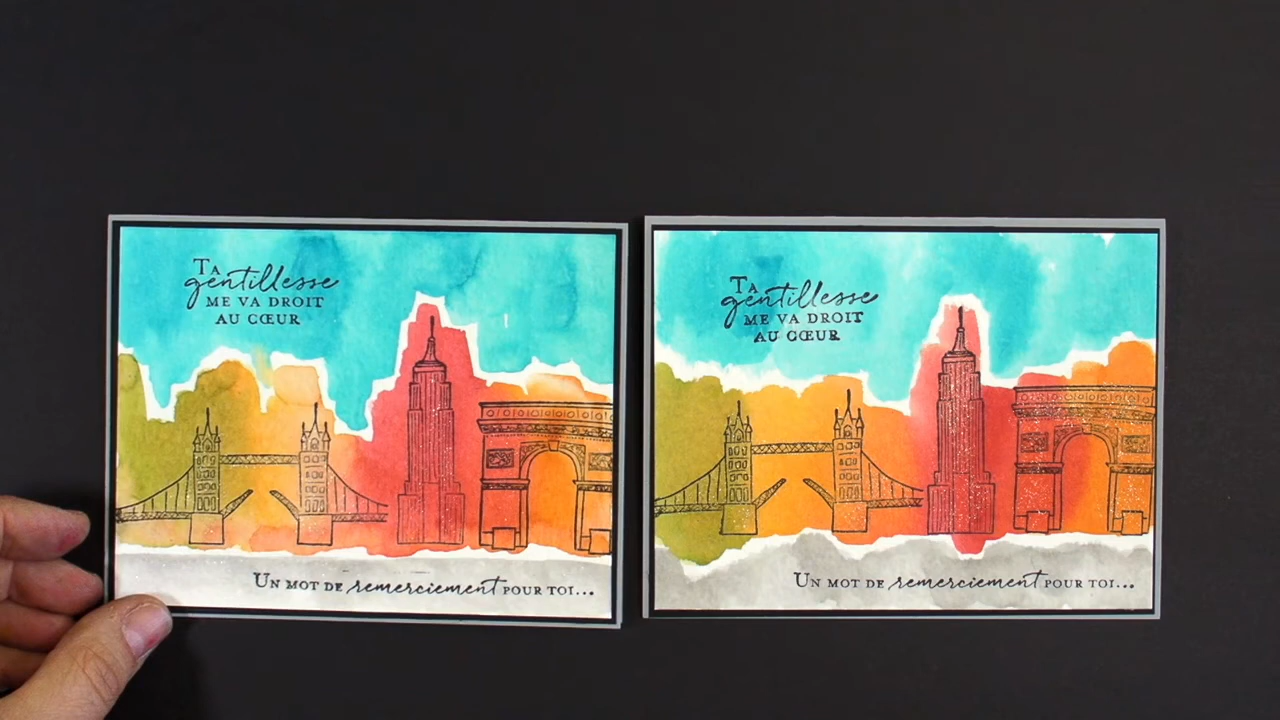 Ta
gentillesse
me va droit
au cœur
Un mot de remerciement pour toi...
Ta
gentillesse
me va droit
au cœur
Un mot de remerciement pour toi...